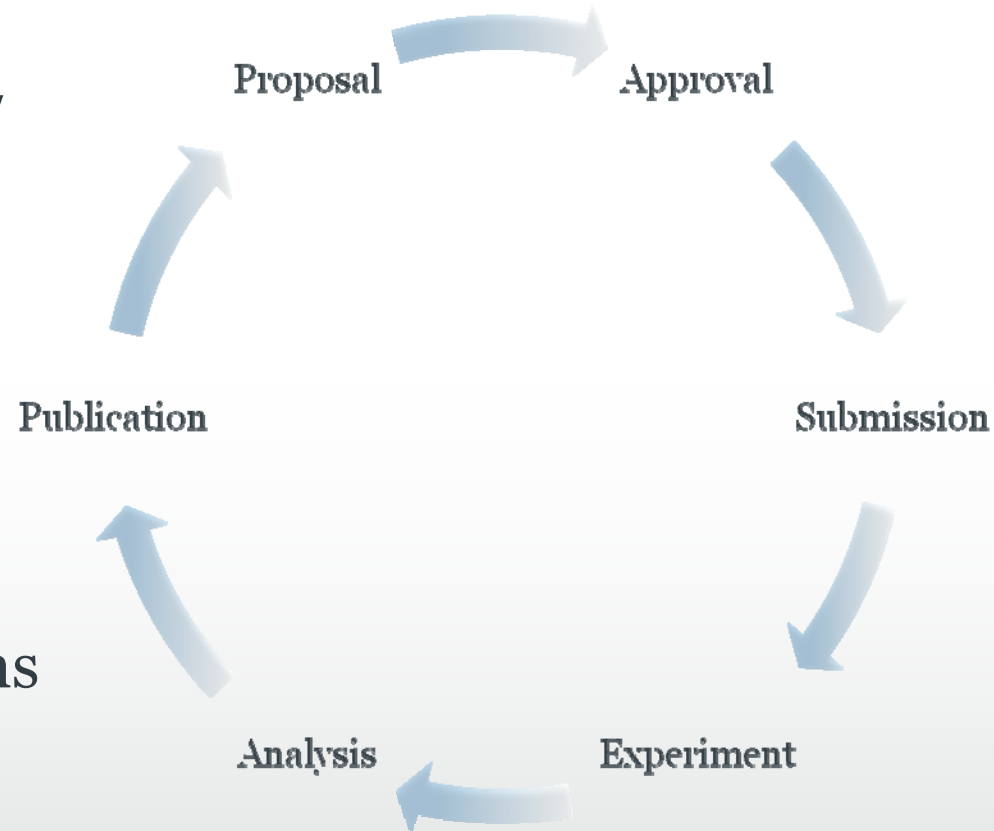 Proposal
Approval
Submission
Experiment
Analysis
Publication